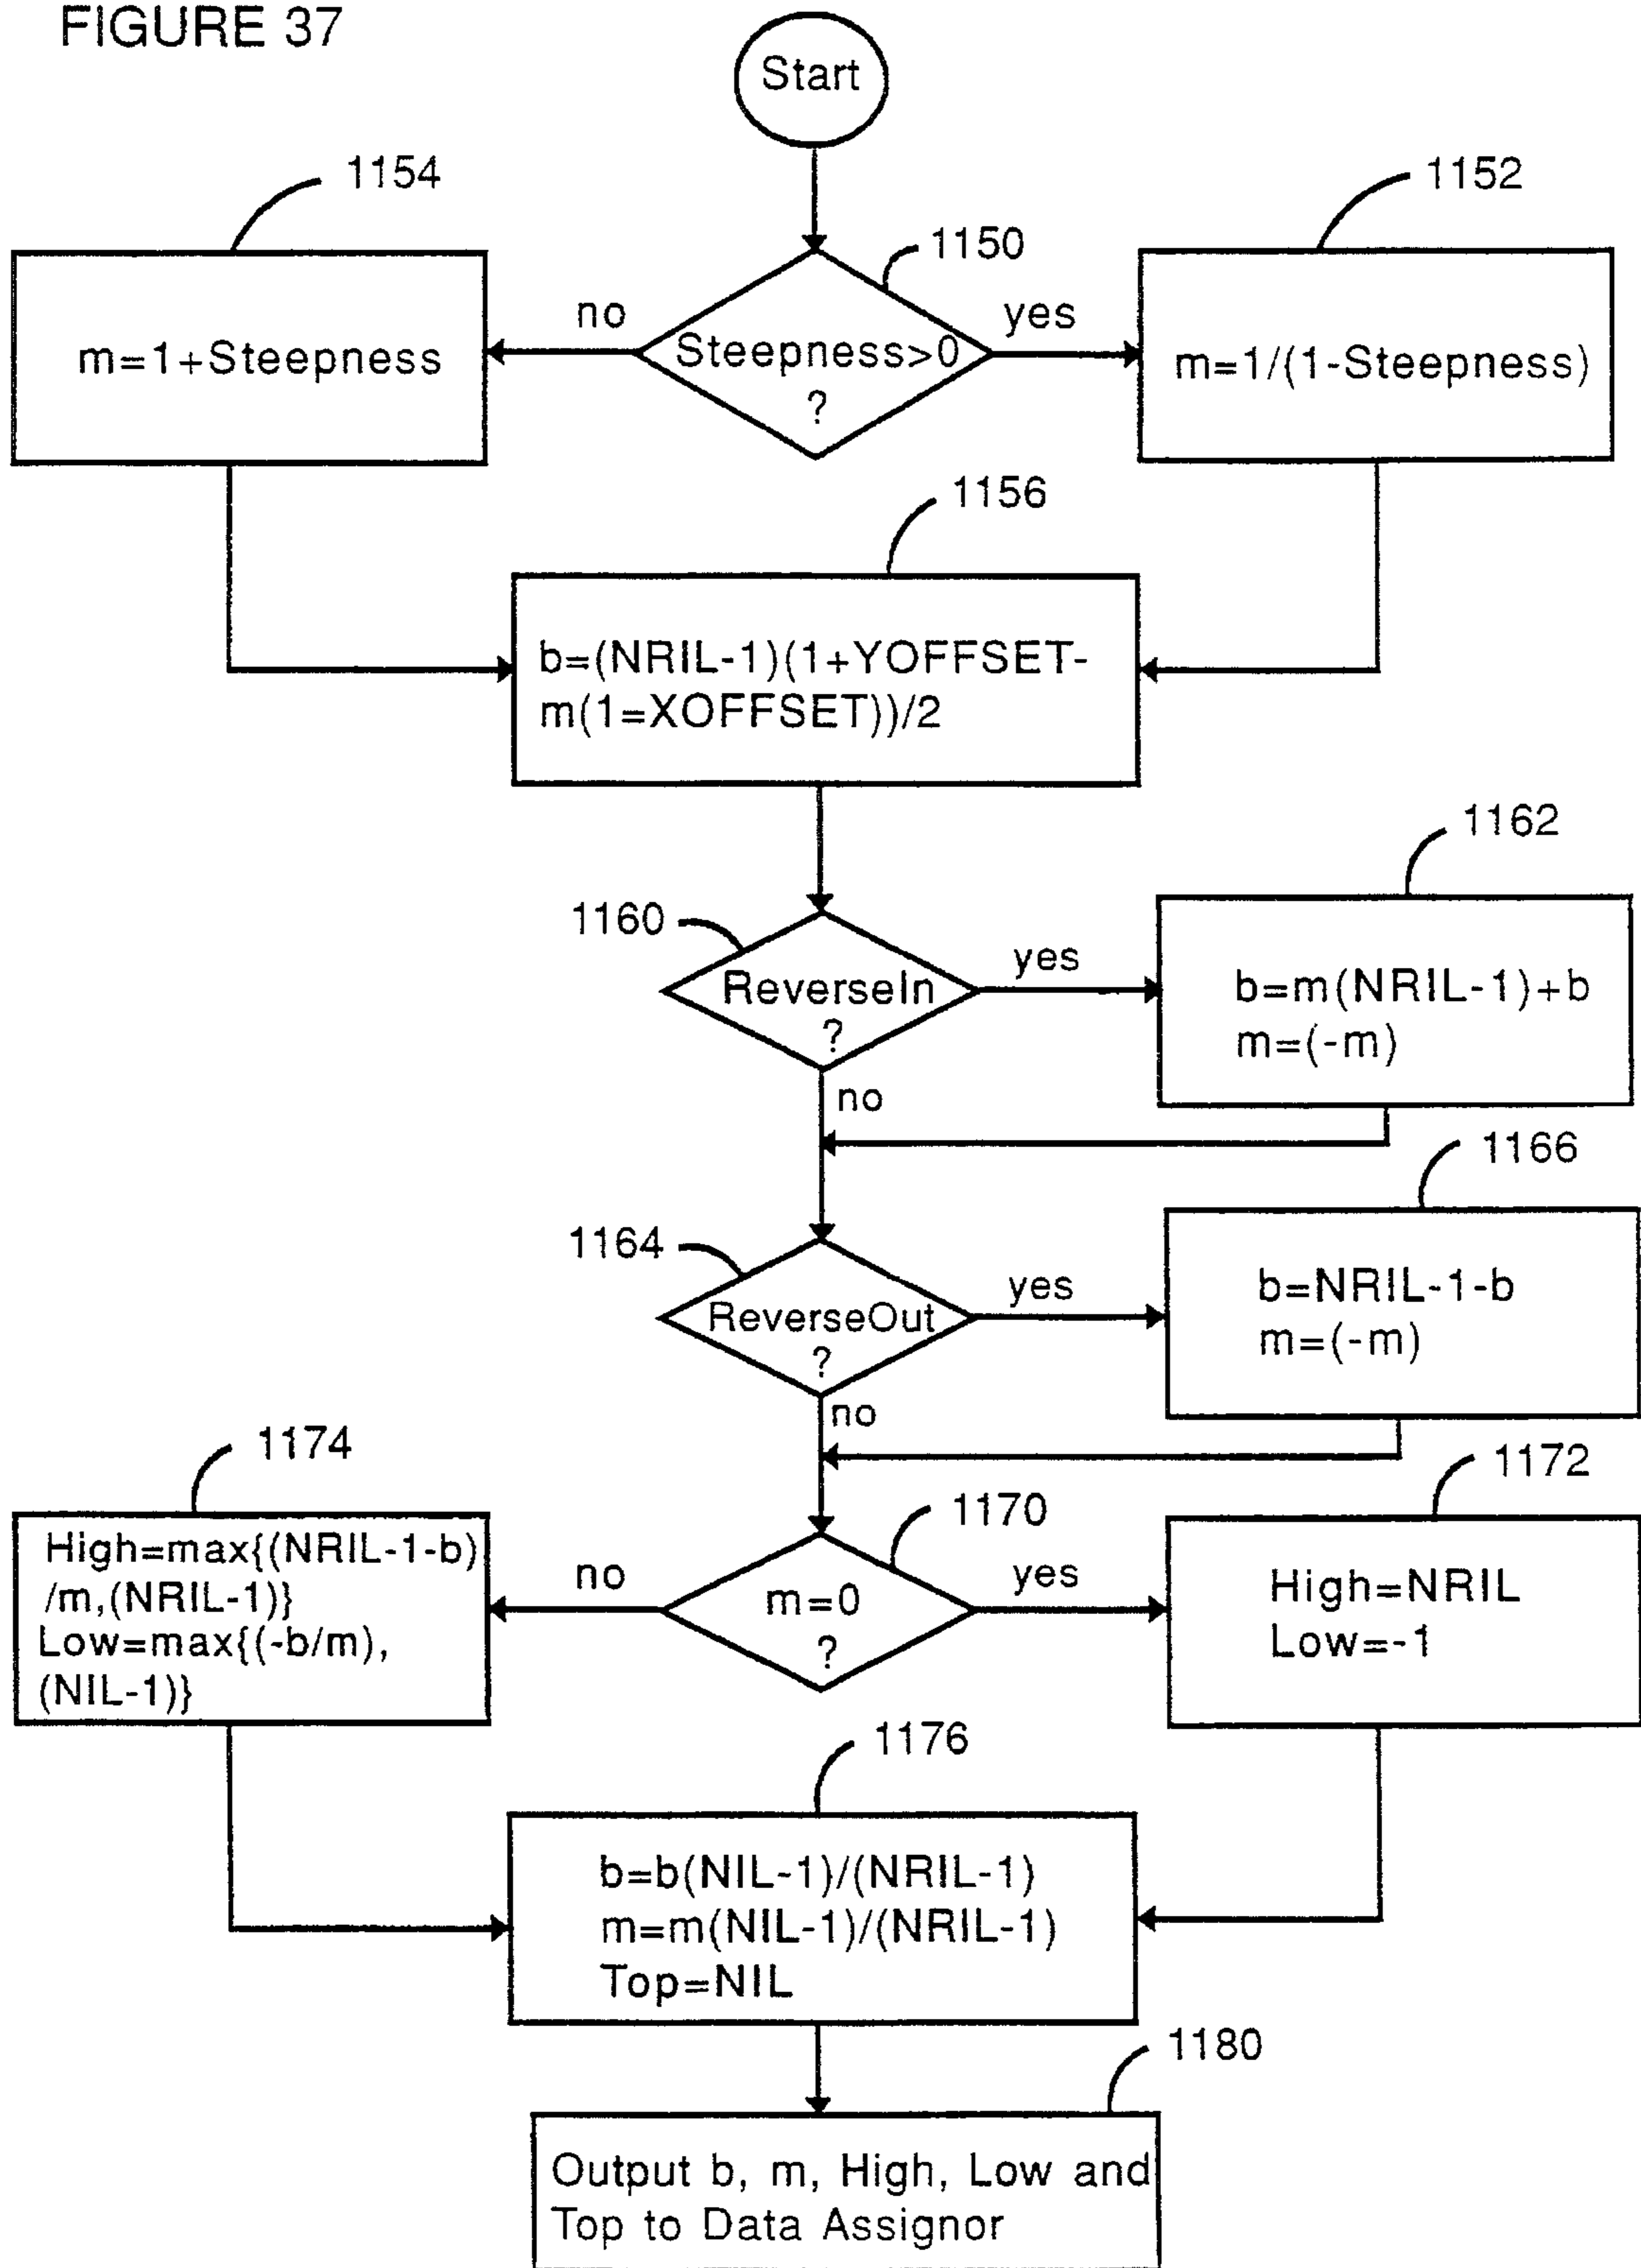 FIGURE 37
Start
1154
1152
1150
no
yes
m=1+Steepness
Steepness>0
?
m=1/(1-Steepness)
1156
b=(NRIL-1)(1+YOFFSET-
m(1=XOFFSET))/2
1162
1160
yes
ReverseIn
?
b=m(NRIL-1)+b
m=(-m)
no
1166
1164
yes
ReverseOut
?
b=NRIL-1-b
m=(-m)
no
1174
1172
1170
High=max{(NRIL-1-b)
/m,(NRIL-1)}
Low=max{(-b/m),
(NIL-1)}
no
m=0
?
yes
High=NRIL
Low=-1
1176
b=b(NIL-1)/(NRIL-1)
m=m(NIL-1)/(NRIL-1)
Top=NIL
1180
Output b, m, High, Low and
Top to Data Assignor